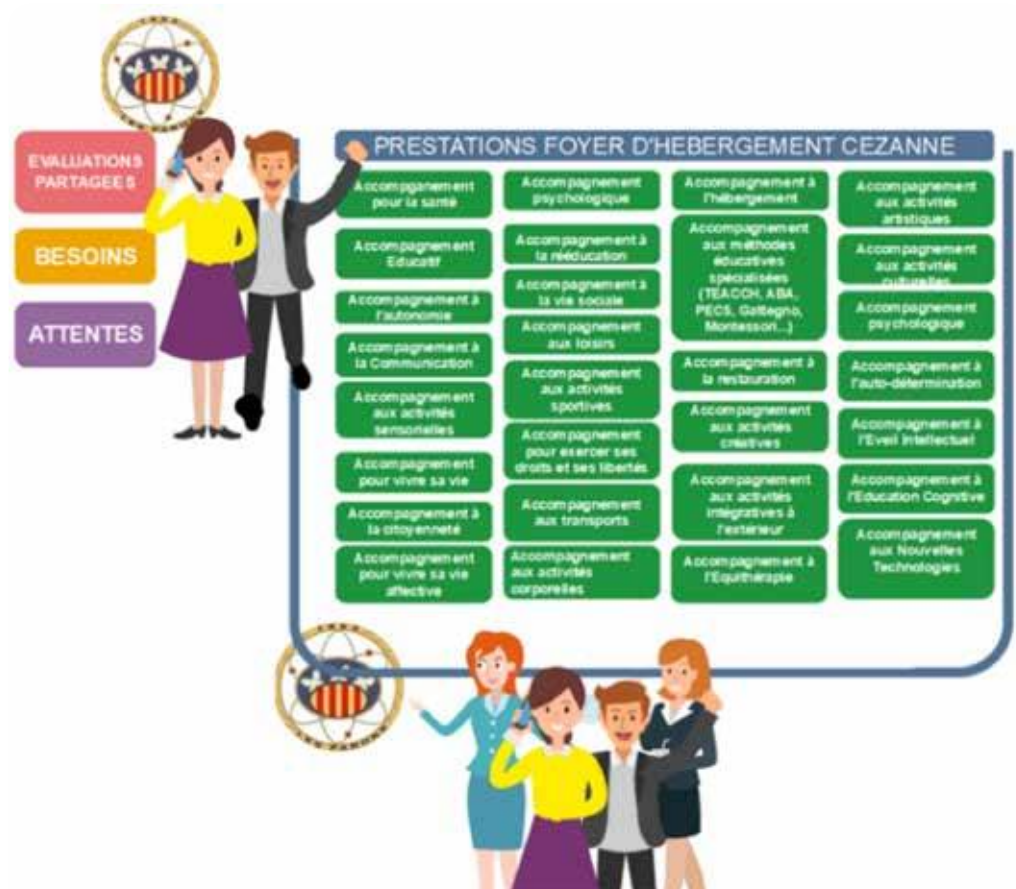 EVALUATIONS
PARTAGEES
BESOINS
ATTENTES
PRESTATIONS FOYER D'HEBERGEMENT CEZANNE
Accompganement
pour la santé
Accompagnement
Educatif
Accompagnement à
l'autonomie
Accompagnement à
la Communication
Accompagnement
aux activités
sensorielles
Accompagnement
pour vivre sa vie
Accompagnement à
la citoyenneté
Accompagnement
pour vivre sa vie
affective
Accompagnement
psychologique
Accompagnement à
la rééducation
Accompagnement à
la vie sociale
Accompagnement
aux loisirs
Accompagnement
aux activités
sportives
Accompagnement
pour exercer ses
droits et ses libertés
Accompagnement
aux transports
Accompagnement
aux activités
corporelles
Accompagnement à
l'hébergement
Accompagnement
aux méthodes
éducatives
spécialisées
(TEACCH, ABA,
PECS, Gattegno,
Montessori...)
Accompagnement à
la restauration
Accompagnement
aux activités
créatives
Accompagnement
aux activités
intégratives à
l'extérieur
Accompagnement à
l'Equithérapie
Accompagnement
aux activités
artistiques
Accompagnement
aux activités
culturelles
Accompagnement
psychologique
Accompagnement à
l'auto-détermination
Accompagnement à
l'Eveil Intellectuel
Accompagnement à
l'Education Cognitive
Accompagnement
aux Nouvelles
Technologies